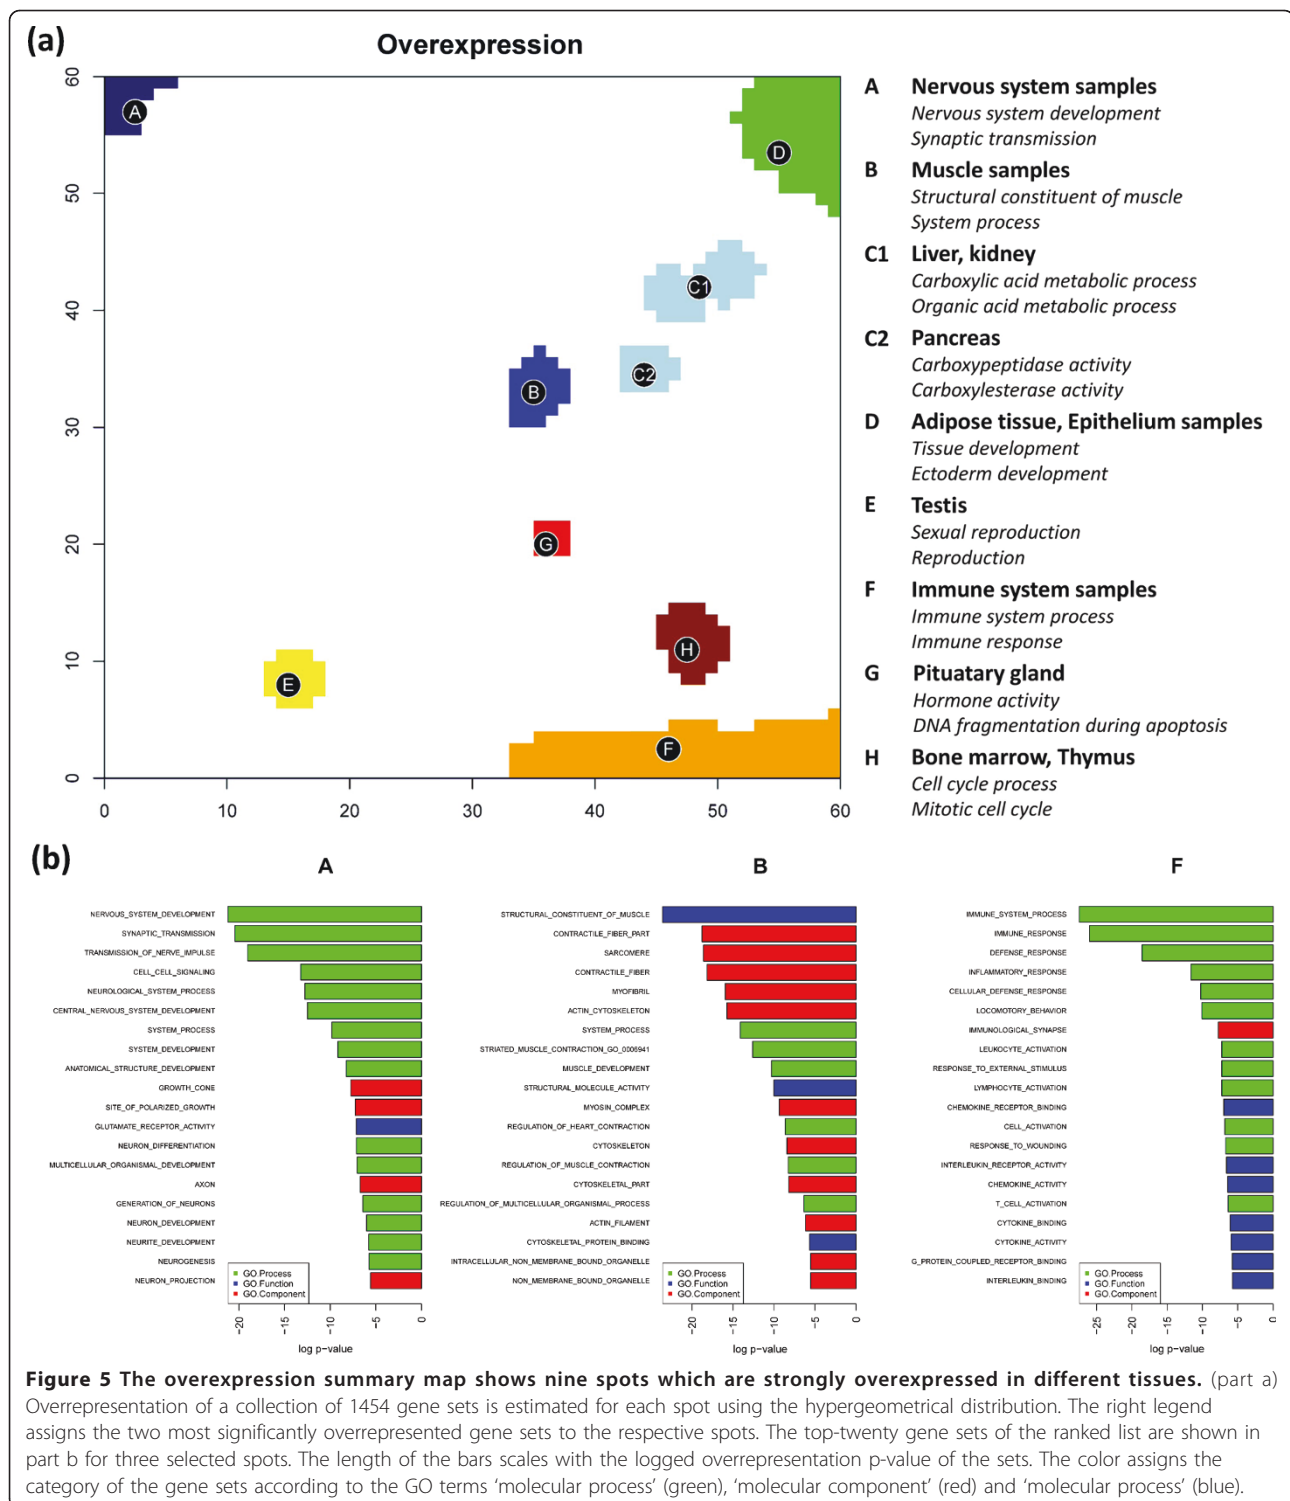 (a)
Overexpression
60
50
40
30
20
10
0
0 10 20 30 40 50 60
A
D
C1
C2
B
G
H
E
F
A Nervous system samples
Nervous system development
Synaptic transmission
B Muscle samples
Structural constituent of muscle
System process
C1 Liver, kidney
Carboxylic acid metabolic process
Organic acid metabolic process
C2 Pancreas
Carboxypeptidase activity
Carboxylesterase activity
D Adipose tissue, Epithelium samples
Tissue development
Ectoderm development
E Testis
Sexual reproduction
Reproduction
F Immune system samples
Immune system process
Immune response
G Pituatary gland
Hormone activity
DNA fragmentation during apoptosis
H Bone marrow, Thymus
Cell cycle process
Mitotic cell cycle
(b)
A
NERVOUS_SYSTEM_DEVELOPMENT
SYNAPTIC_TRANSMISSION
TRANSMISSION_OF_NERVE_IMPULSE
CELL_CELL_SIGNALING
NEUROLOGICAL_SYSTEM_PROCESS
CENTRAL_NERVOUS_SYSTEM_DEVELOPMENT
SYSTEM_PROCESS
SYSTEM_DEVELOPMENT
ANATOMICAL_STRUCTURE_DEVELOPMENT
GROWTH_CONE
SITE_OF_POLARIZED_GROWTH
GLUTAMATE_RECEPTOR_ACTIVITY
NEURON_DIFFERENTIATION
MULTICELLULAR_ORGANISMAL_DEVELOPMENT
AXON
GENERATION_OF_NEURONS
NEURON_DEVELOPMENT
NEURITE_DEVELOPMENT
NEUROGENESIS
NEURON_PROJECTION
GO.Process
GO.Function
GO.Component
-20 -15 -10 -5 0
log p-value
B
STRUCTURAL_CONSTITUENT_OF_MUSCLE
CONTRACTILE_FIBER_PART
SARCOMERE
CONTRACTILE_FIBER
MYOFIBRIL
ACTIN_CYTOSKELETON
SYSTEM_PROCESS
STRIATED_MUSCLE_CONTRACTION_GO_0006941
MUSCLE_DEVELOPMENT
STRUCTURAL_MOLECULE_ACTIVITY
MYOSIN_COMPLEX
REGULATION_OF_HEART_CONTRACTION
CYTOSKELETON
REGULATION_OF_MUSCLE_CONTRACTION
CYTOSKELETAL_PART
REGULATION_OF_MULTICELLULAR_ORGANISMAL_PROCESS
ACTIN_FILAMENT
CYTOSKELETAL_PROTEIN_BINDING
INTRACELLULAR_NON_MEMBRANE_BOUND_ORGANELLE
NON_MEMBRANE_BOUND_ORGANELLE
GO.Process
GO.Function
GO.Component
-20 -15 -10 -5 0
log p-value
F
IMMUNE_SYSTEM_PROCESS
IMMUNE_RESPONSE
DEFENSE_RESPONSE
INFLAMMATORY_RESPONSE
CELLULAR_DEFENSE_RESPONSE
LOCOMOTORY_BEHAVIOR
IMMUNOLOGICAL_SYNAPSE
LEUKOCYTE_ACTIVATION
RESPONSE_TO_EXTERNAL_STIMULUS
LYMPHOCYTE_ACTIVATION
CHEMOKINE_RECEPTOR_BINDING
CELL_ACTIVATION
RESPONSE_TO_WOUNDING
INTERLEUKIN_RECEPTOR_ACTIVITY
CHEMOKINE_ACTIVITY
T_CELL_ACTIVATION
CYTOKINE_BINDING
CYTOKINE_ACTIVITY
G_PROTEIN_COUPLED_RECEPTOR_BINDING
INTERLEUKIN_BINDING
GO.Process
GO.Function
GO.Component
-25 -20 -15 -10 -5 0
log p-value
Figure 5 The overexpression summary map shows nine spots which are strongly overexpressed in different tissues. (part a)
Overrepresentation of a collection of 1454 gene sets is estimated for each spot using the hypergeometrical distribution. The right legend
assigns the two most significantly overrepresented gene sets to the respective spots. The top-twenty gene sets of the ranked list are shown in
part b for three selected spots. The length of the bars scales with the logged overrepresentation p-value of the sets. The color assigns the
category of the gene sets according to the GO terms ‘molecular process’ (green), ‘molecular component’ (red) and ‘molecular process’ (blue).